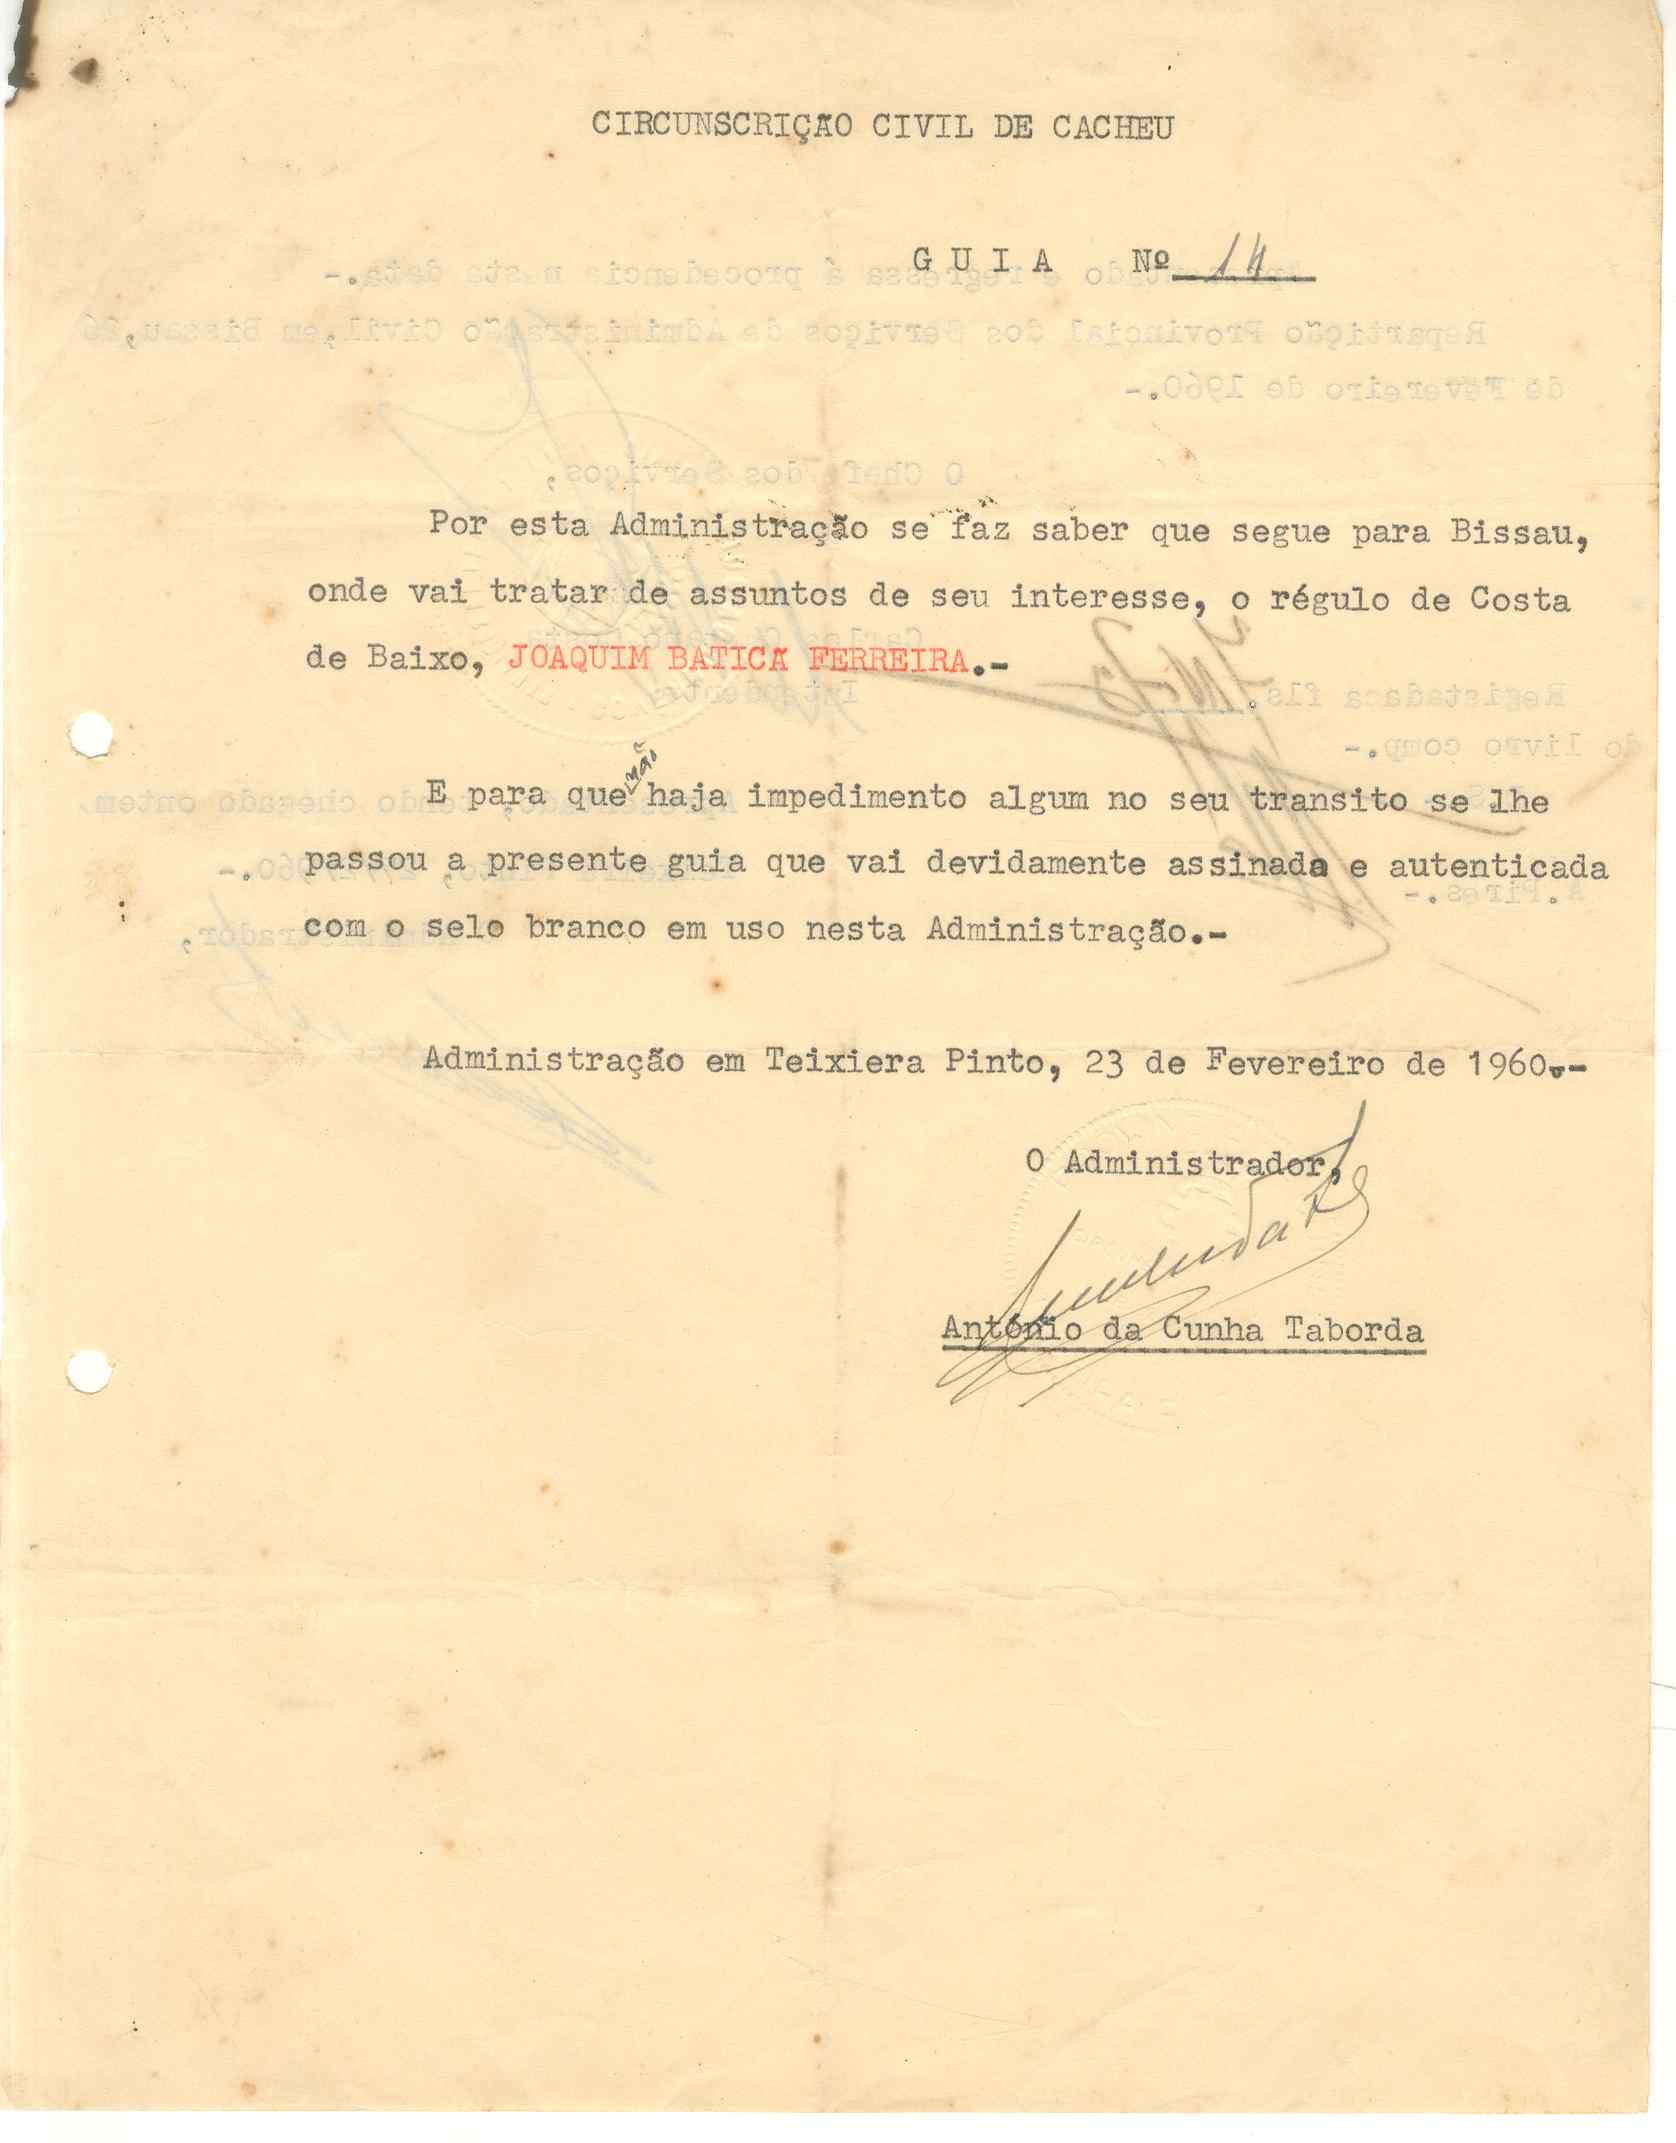 CIRCUNSCRIÇÃO CIVIL DE CACHEU
GUIA Nº 14
Por esta Administração se faz saber que segue para Bissau,
onde vai tratar de assuntos de seu interesse, o régulo de Costa
de Baixo, JOAQUIM BATICÃ FERREIRA.-
E para que não haja impedimento algum no seu transito se lhe
passou a presente guia que vai devidamente assinada e autenticada
com o selo branco em uso nesta Administração.-
Administração em Teixiera Pinto, 23 de Fevereiro de 1960.-
O Administrador,
António da Cunha Taborda